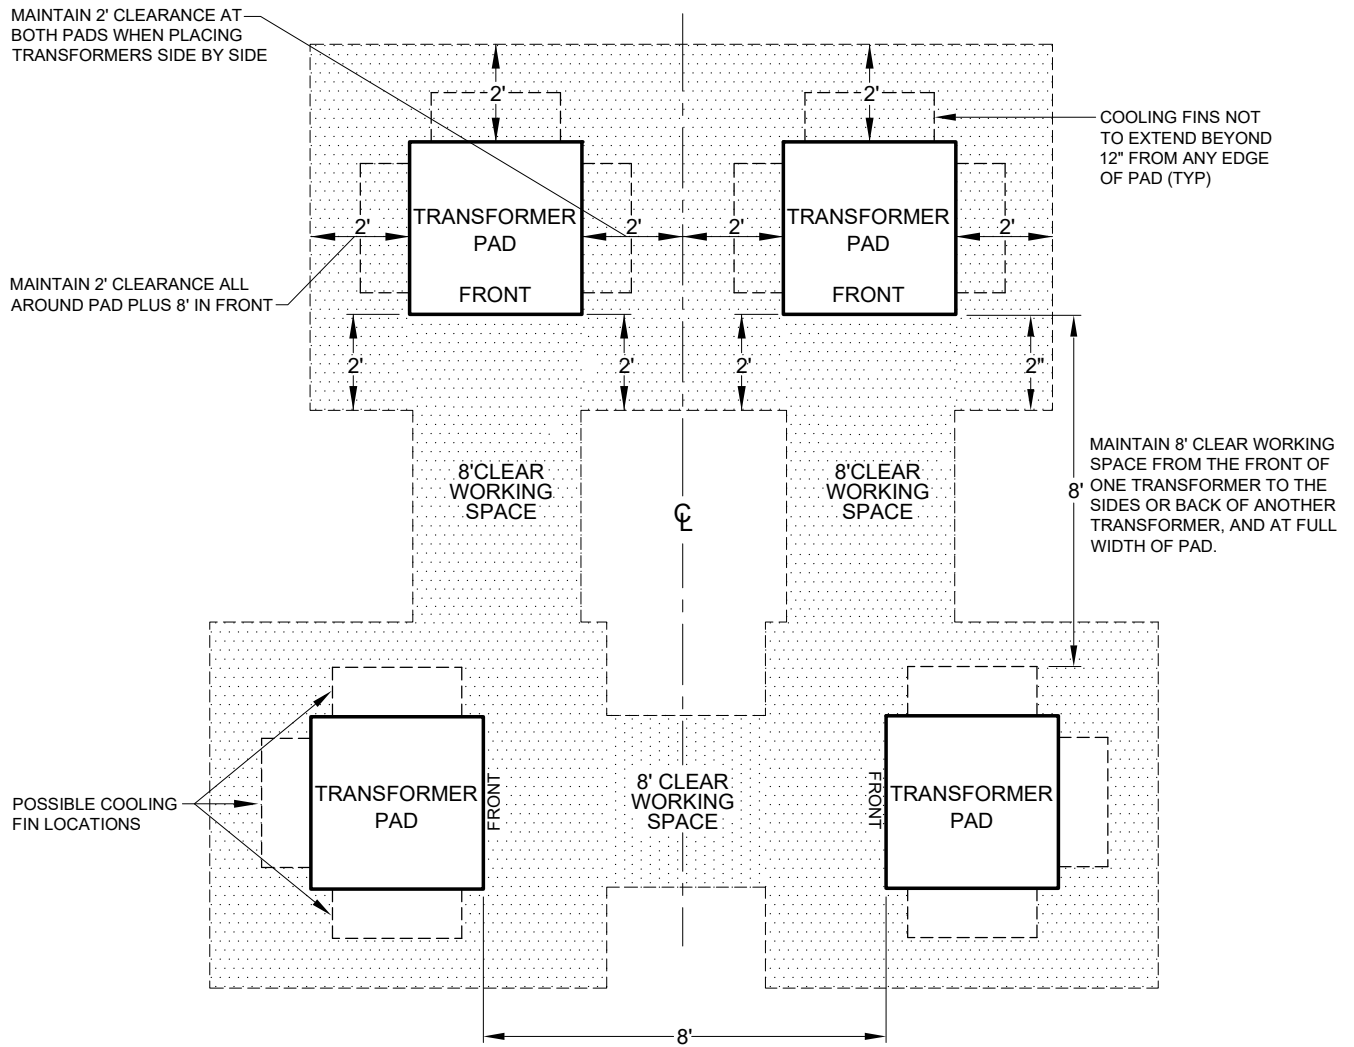 MAINTAIN 2' CLEARANCE AT
BOTH PADS WHEN PLACING
TRANSFORMERS SIDE BY SIDE
2'
2'
COOLING FINS NOT
TO EXTEND BEYOND
12" FROM ANY EDGE
OF PAD (TYP)
TRANSFORMER
PAD
FRONT
TRANSFORMER
PAD
FRONT
2'
2'
2'
2'
MAINTAIN 2' CLEARANCE ALL
AROUND PAD PLUS 8' IN FRONT
2'
2'
2'
2"
8'CLEAR
WORKING
SPACE
8'CLEAR
WORKING
SPACE
℄
8'
MAINTAIN 8' CLEAR WORKING
SPACE FROM THE FRONT OF
ONE TRANSFORMER TO THE
SIDES OR BACK OF ANOTHER
TRANSFORMER, AND AT FULL
WIDTH OF PAD.
POSSIBLE COOLING
FIN LOCATIONS
TRANSFORMER
PAD
FRONT
8' CLEAR
WORKING
SPACE
FRONT
TRANSFORMER
PAD
8'